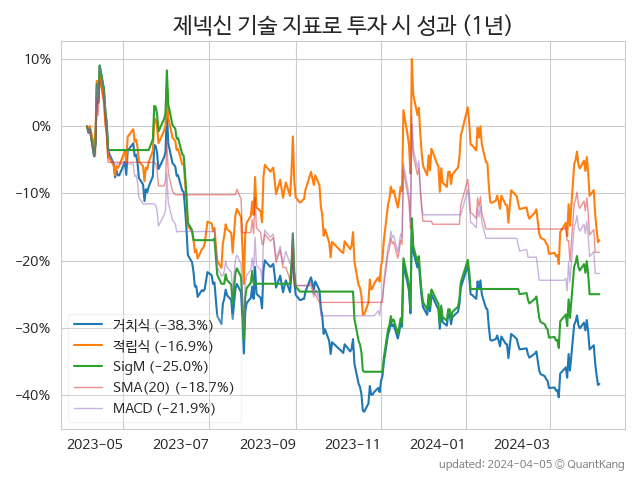 제넥신 기술 지표로 투자 시 성과 (1년)
10%
0%
−10%
−20%
−30%
−40%
거치식 (−38.3%)
적립식 (−16.9%)
SigM (−25.0%)
SMA(20) (−18.7%)
MACD (−21.9%)
2023-05 2023-07 2023-09 2023-11 2024-01 2024-03
updated: 2024-04-05 © QuantKang